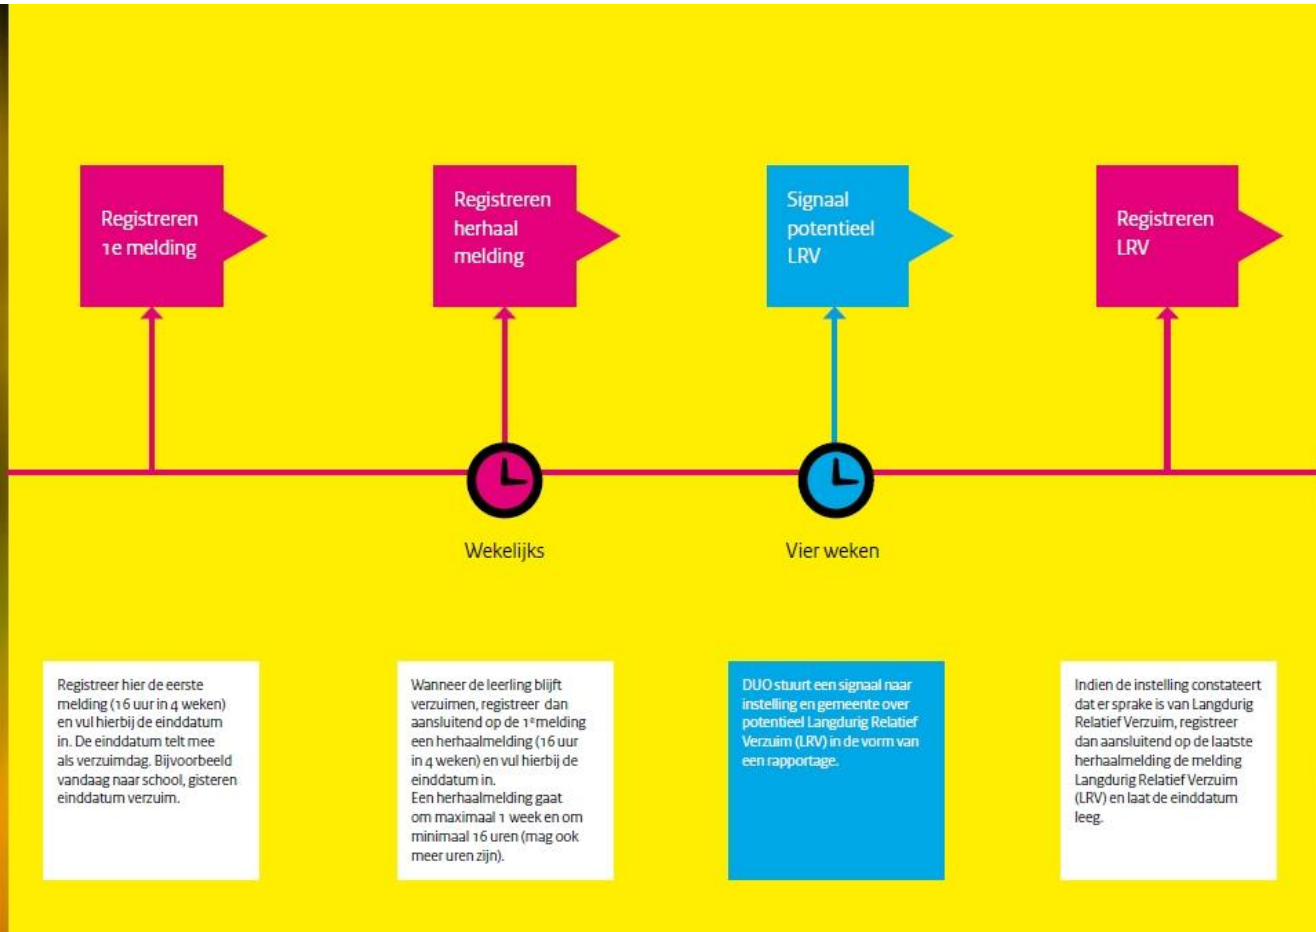 Registreren
1e melding
Registreren
herhaal
melding
Signaal
potentieel
LRV
Registreren
LRV
Wekelijks
Vier weken
Registreer hier de eerste
melding (16 uur in 4 weken)
en vul hierbij de einddatum
in. De einddatum telt mee
als verzuimdag. Bijvoorbeeld
vandaag naar school, gisteren
einddatum verzuim.
Wanneer de leerling blijft
verzuimen, registreer dan
aansluitend op de 1ᵉ melding
een herhaalmelding (16 uur
in 4 weken) en vul hierbij de
einddatum in.
Een herhaalmelding gaat
om maximaal 1 week en om
minimaal 16 uren (mag ook
meer uren zijn).
DUO stuurt een signaal naar
instelling en gemeente over
potentieel Langdurig Relatief
Verzuim (LRV) in de vorm van
een rapportage.
Indien de instelling constateert
dat er sprake is van Langdurig
Relatief Verzuim, registreer
dan aansluitend op de laatste
herhaalmelding de melding
Langdurig Relatief Verzuim
(LRV) en laat de einddatum
leeg.